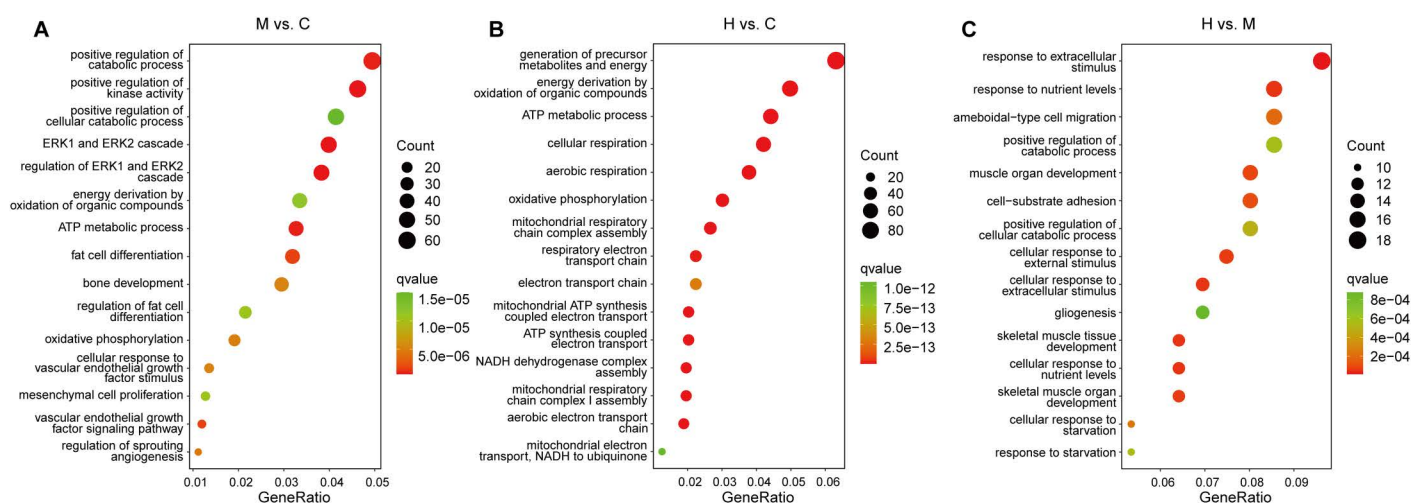 A
M vs. C
positive regulation of
catabolic process
positive regulation of
kinase activity
positive regulation of
cellular catabolic process
ERK1 and ERK2 cascade
regulation of ERK1 and ERK2
cascade
energy derivation by
oxidation of organic compounds
ATP metabolic process
fat cell differentiation
bone development
regulation of fat cell
differentiation
oxidative phosphorylation
cellular response to
vascular endothelial growth
factor stimulus
mesenchymal cell proliferation
vascular endothelial growth
factor signaling pathway
regulation of sprouting
angiogenesis
0.01 0.02 0.03 0.04 0.05
GeneRatio
Count
20
30
40
50
60
qvalue
1.5e−05
1.0e−05
5.0e−06
B
H vs. C
generation of precursor
metabolites and energy
energy derivation by
oxidation of organic compounds
ATP metabolic process
cellular respiration
aerobic respiration
oxidative phosphorylation
mitochondrial respiratory
chain complex assembly
respiratory electron
transport chain
electron transport chain
mitochondrial ATP synthesis
coupled electron transport
ATP synthesis coupled
electron transport
NADH dehydrogenase complex
assembly
mitochondrial respiratory
chain complex I assembly
aerobic electron transport
chain
mitochondrial electron
transport, NADH to ubiquinone
0.02 0.03 0.04 0.05 0.06
GeneRatio
Count
20
40
60
80
qvalue
1.0e−12
7.5e−13
5.0e−13
2.5e−13
C
H vs. M
response to extracellular
stimulus
response to nutrient levels
ameboidal−type cell migration
positive regulation of
catabolic process
muscle organ development
cell−substrate adhesion
positive regulation of
cellular catabolic process
cellular response to
external stimulus
cellular response to
extracellular stimulus
gliogenesis
skeletal muscle tissue
development
cellular response to
nutrient levels
skeletal muscle organ
development
cellular response to
starvation
response to starvation
0.06 0.07 0.08 0.09
GeneRatio
Count
10
12
14
16
18
qvalue
8e−04
6e−04
4e−04
2e−04